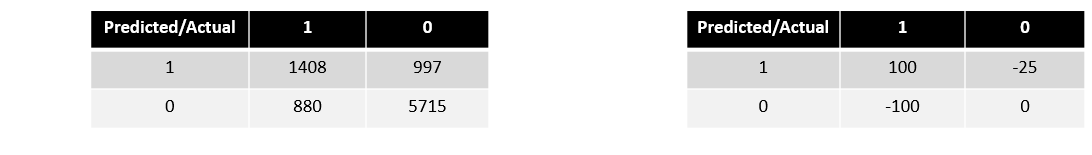 Predicted/Actual 1 0
1 1408 997
0 880 5715
Predicted/Actual 1 0
1 100 -25
0 -100 0